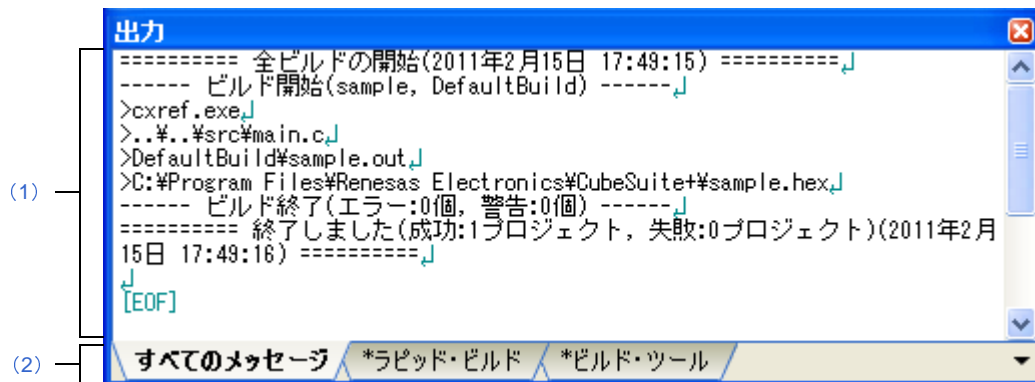 出力
========== 全ビルドの開始(2011年2月15日 17:49:15) ==========↲
------ ビルド開始(sample, DefaultBuild) ------↲
>cxref.exe↲
>..¥..¥src¥main.c↲
>DefaultBuild¥sample.out↲
>C:¥Program Files¥Renesas Electronics¥CubeSuite+¥sample.hex↲
------ ビルド終了(エラー:0個, 警告:0個) ------↲
========== 終了しました(成功:1プロジェクト, 失敗:0プロジェクト)(2011年2月
15日 17:49:16) ==========↲
↲
[EOF]
(1)
(2)
すべてのメッセージ *ラピッド・ビルド *ビルド・ツール